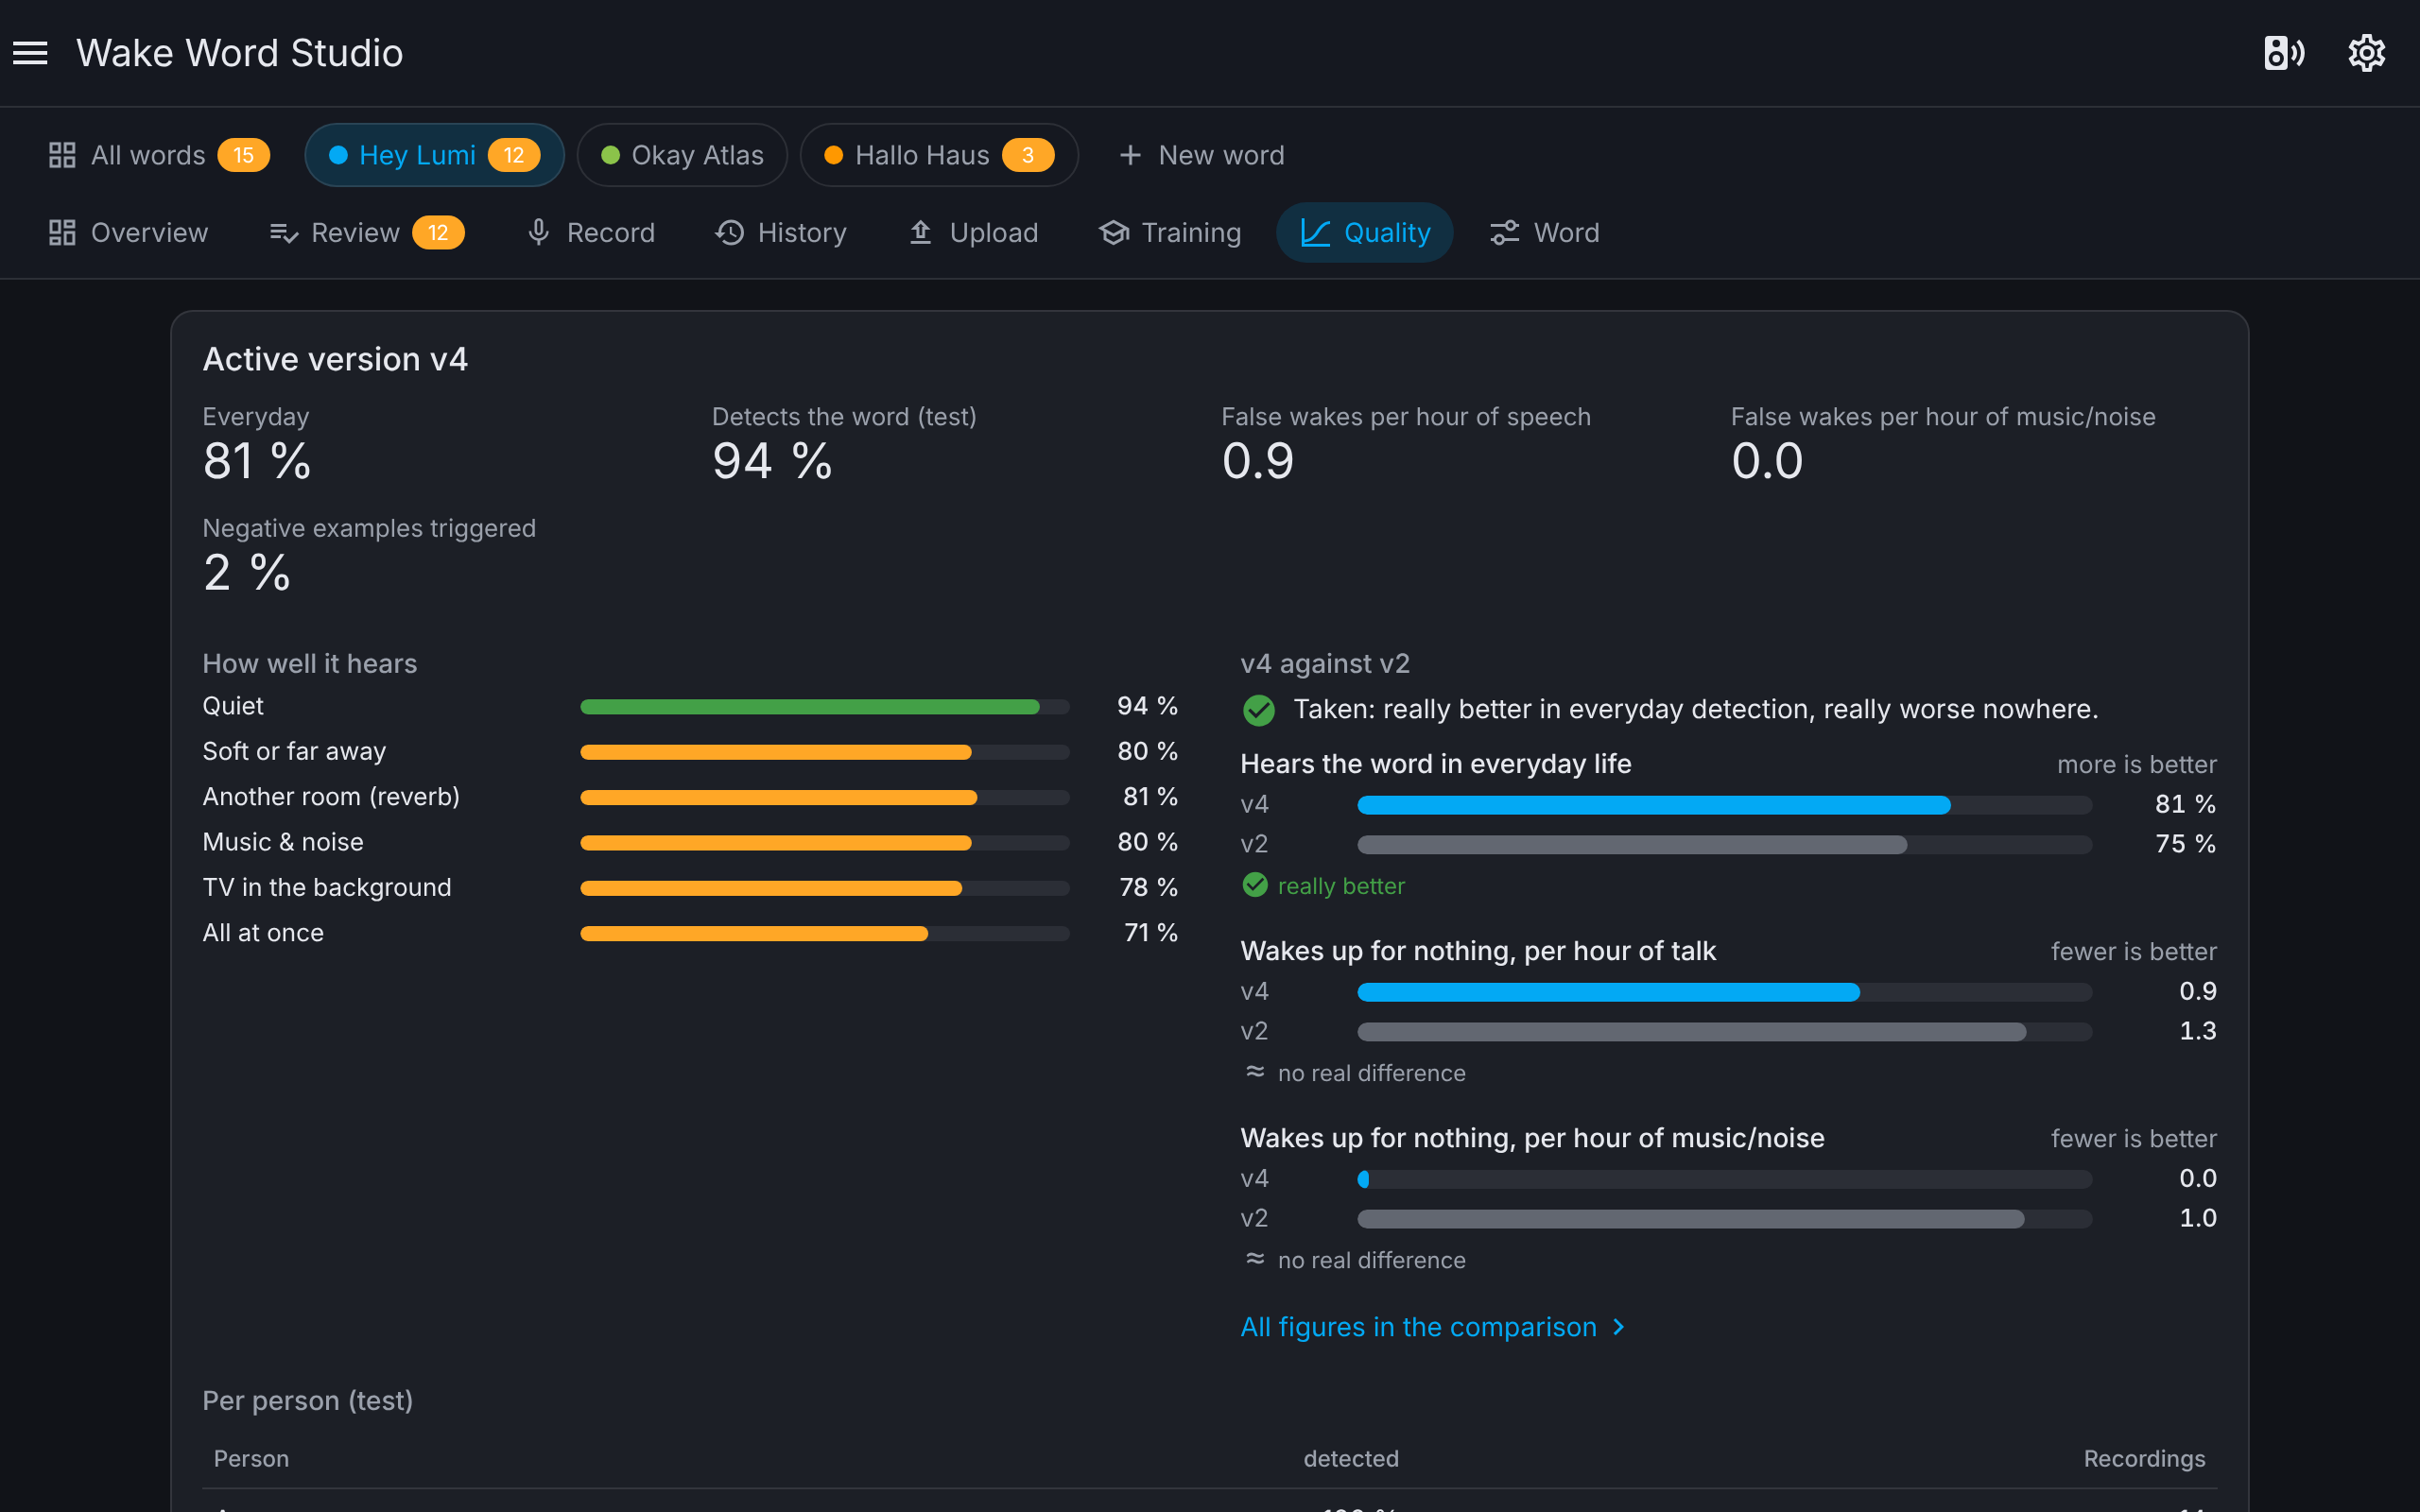 Wake Word Studio
All words 15 Hey Lumi 12 Okay Atlas Hallo Haus 3 + New word
Overview Review 12 Record History Upload Training Quality Word
Active version v4
Everyday Detects the word (test) False wakes per hour of speech False wakes per hour of music/noise
81 % 94 % 0.9 0.0
Negative examples triggered
2 %
How well it hears
Quiet 94 %
Soft or far away 80 %
Another room (reverb) 81 %
Music & noise 80 %
TV in the background 78 %
All at once 71 %
v4 against v2
Taken: really better in everyday detection, really worse nowhere.
Hears the word in everyday life more is better
v4 81 %
v2 75 %
really better
Wakes up for nothing, per hour of talk fewer is better
v4 0.9
v2 1.3
≈ no real difference
Wakes up for nothing, per hour of music/noise fewer is better
v4 0.0
v2 1.0
≈ no real difference
All figures in the comparison
Per person (test)
Person detected Recordings